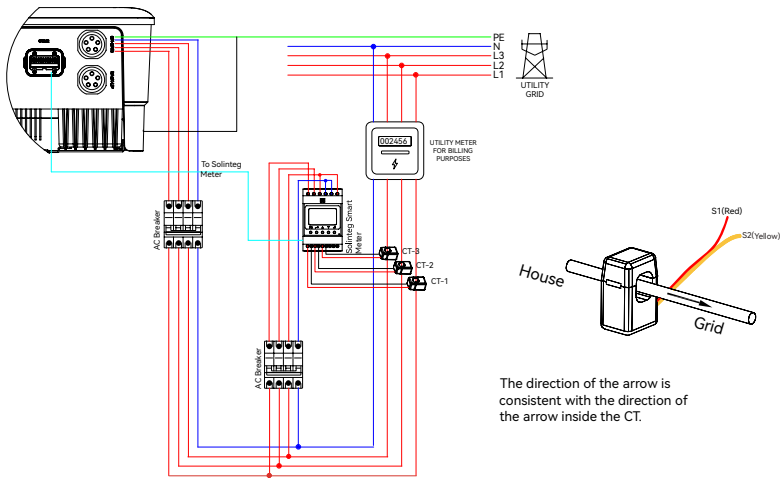 PE
N
L3
L2
L1
UTILITY
GRID
002456
UTILITY METER
FOR BILLING
PURPOSES
To Solinteg
Meter
AC Breaker
Solinteg Smart
Meter
CT-3
CT-2
CT-1
AC Breaker
S1(Red)
S2(Yellow)
House
Grid
The direction of the arrow is
consistent with the direction of
the arrow inside the CT.